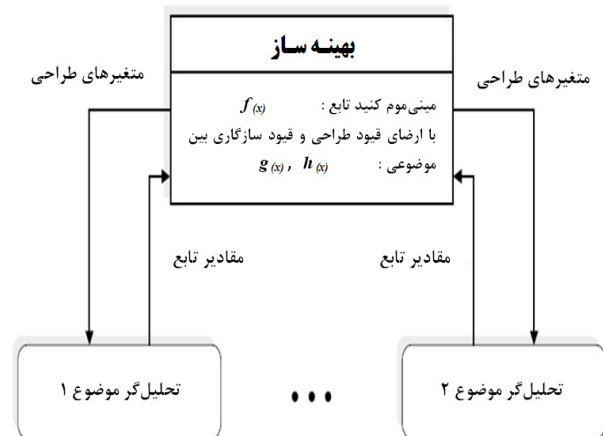 بهینه ساز
متغیرهای طراحی
متغیرهای طراحی
مینی‌موم کنید تابع : f (x)
با ارضای قیود طراحی و قیود سازگاری بین
موضوعی : g (x) , h (x)
مقادیر تابع
مقادیر تابع
تحلیل‌گر موضوع ۲
...
تحلیل‌گر موضوع ۱